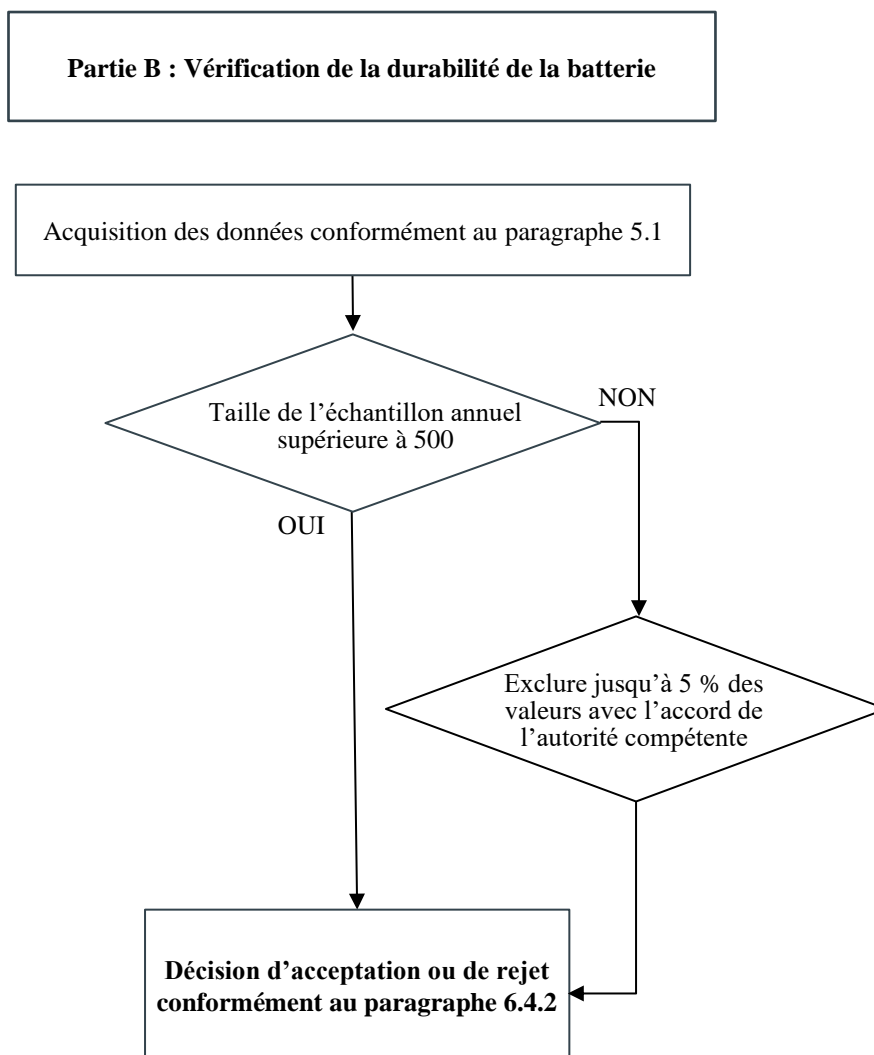 Partie B : Vérification de la durabilité de la batterie
Acquisition des données conformément au paragraphe 5.1
Taille de l’échantillon annuel
supérieure à 500
NON
OUI
Exclure jusqu’à 5 % des
valeurs avec l’accord de
l’autorité compétente
Décision d’acceptation ou de rejet
conformément au paragraphe 6.4.2